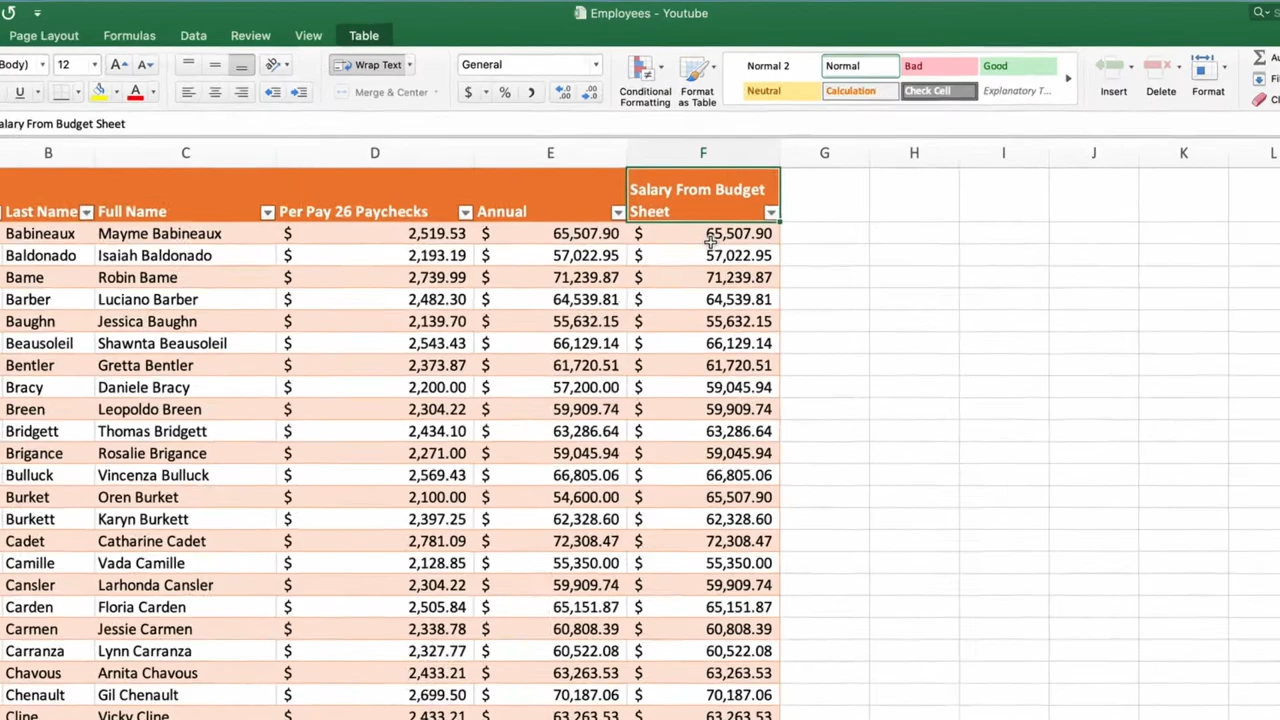 Employees - Youtube
Page Layout Formulas Data Review View Table
Body) 12 A A Wrap Text General Normal 2 Normal Bad Good
U A Merge & Center $ % Conditional Formatting Format as Table Neutral Calculation Check Cell Explanatory T... Insert Delete Format
alary From Budget Sheet
B C D E F G H I J K L
Last Name Full Name Per Pay 26 Paychecks Annual Salary From Budget Sheet
Babineaux Mayme Babineaux $ 2,519.53 $ 65,507.90 $ 65,507.90
Baldonado Isaiah Baldonado $ 2,193.19 $ 57,022.95 $ 57,022.95
Bame Robin Bame $ 2,739.99 $ 71,239.87 $ 71,239.87
Barber Luciano Barber $ 2,482.30 $ 64,539.81 $ 64,539.81
Baughn Jessica Baughn $ 2,139.70 $ 55,632.15 $ 55,632.15
Beausoleil Shawnta Beausoleil $ 2,543.43 $ 66,129.14 $ 66,129.14
Bentler Gretta Bentler $ 2,373.87 $ 61,720.51 $ 61,720.51
Bracy Daniele Bracy $ 2,200.00 $ 57,200.00 $ 59,045.94
Breen Leopoldo Breen $ 2,304.22 $ 59,909.74 $ 59,909.74
Bridgett Thomas Bridgett $ 2,434.10 $ 63,286.64 $ 63,286.64
Brigance Rosalie Brigance $ 2,271.00 $ 59,045.94 $ 59,045.94
Bulluck Vincenza Bulluck $ 2,569.43 $ 66,805.06 $ 66,805.06
Burket Oren Burket $ 2,100.00 $ 54,600.00 $ 65,507.90
Burkett Karyn Burkett $ 2,397.25 $ 62,328.60 $ 62,328.60
Cadet Catharine Cadet $ 2,781.09 $ 72,308.47 $ 72,308.47
Camille Vada Camille $ 2,128.85 $ 55,350.00 $ 55,350.00
Cansler Larhonda Cansler $ 2,304.22 $ 59,909.74 $ 59,909.74
Carden Floria Carden $ 2,505.84 $ 65,151.87 $ 65,151.87
Carmen Jessie Carmen $ 2,338.78 $ 60,808.39 $ 60,808.39
Carranza Lynn Carranza $ 2,327.77 $ 60,522.08 $ 60,522.08
Chavous Arnita Chavous $ 2,433.21 $ 63,263.53 $ 63,263.53
Chenault Gil Chenault $ 2,699.50 $ 70,187.06 $ 70,187.06
Cline Vicky Cline $ 2,433.21 $ 63,263.53 $ 63,263.53